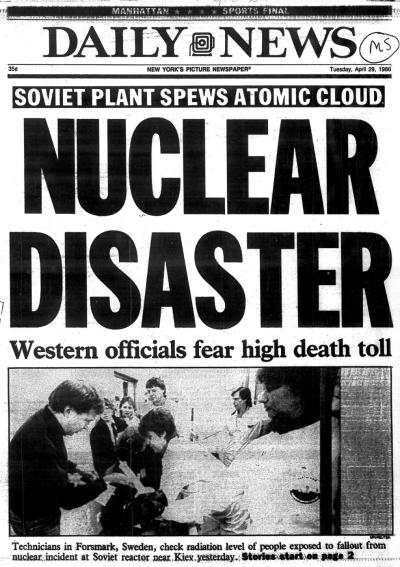 MANHATTAN ★ ★ ★ ★ SPORTS FINAL
DAILY NEWS
MS
35¢ NEW YORK'S PICTURE NEWSPAPER® Tuesday, April 29, 1986
SOVIET PLANT SPEWS ATOMIC CLOUD
NUCLEAR
DISASTER
Western officials fear high death toll
Technicians in Forsmark, Sweden, check radiation level of people exposed to fallout from
nuclear incident at Soviet reactor near Kiev yesterday. Stories start on page 2